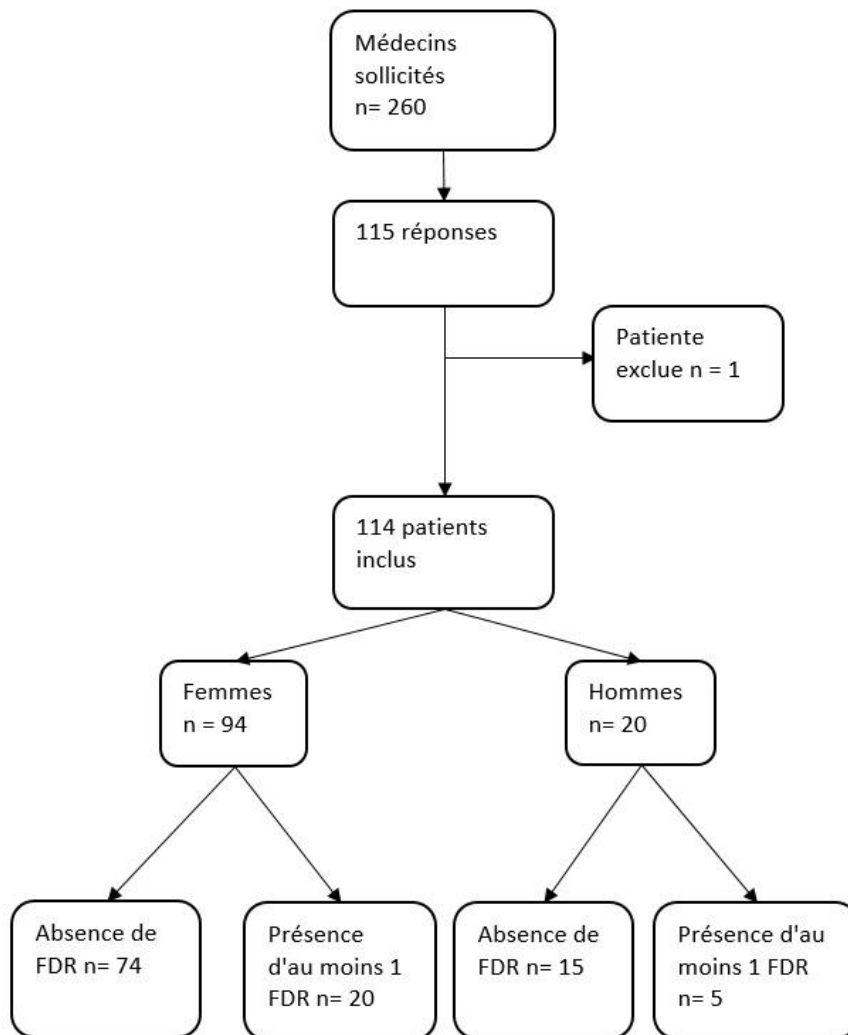 Médecins
sollicités
n= 260
115 réponses
Patiente
exclue n = 1
114 patients
inclus
Femmes
n = 94
Hommes
n= 20
Absence de
FDR n= 74
Présence
d'au moins 1
FDR n= 20
Absence de
FDR n= 15
Présence d'au
moins 1 FDR
n= 5